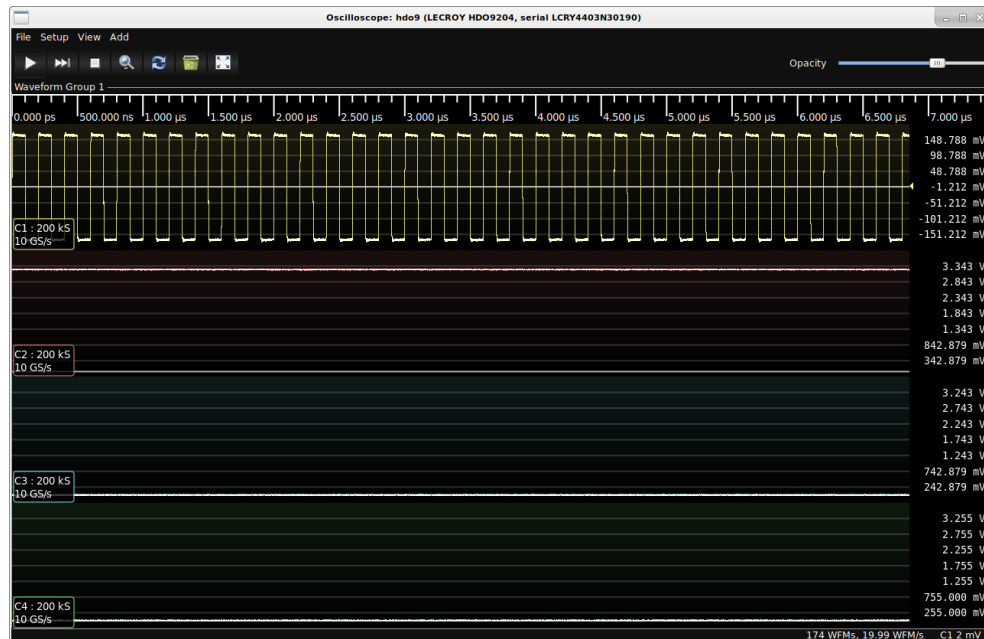 Oscilloscope: hdo9 (LECROY HDO9204, serial LCRY4403N30190)
File Setup View Add
Opacity
Waveform Group 1
0.000 ps 500.000 ns 1.000 µs 1.500 µs 2.000 µs 2.500 µs 3.000 µs 3.500 µs 4.000 µs 4.500 µs 5.000 µs 5.500 µs 6.000 µs 6.500 µs 7.000 µs
148.788 mV
98.788 mV
48.788 mV
-1.212 mV
-51.212 mV
-101.212 mV
-151.212 mV
C1 : 200 kS
10 GS/s
3.343 V
2.843 V
2.343 V
1.843 V
1.343 V
842.879 mV
342.879 mV
C2 : 200 kS
10 GS/s
3.243 V
2.743 V
2.243 V
1.743 V
1.243 V
742.879 mV
242.879 mV
C3 : 200 kS
10 GS/s
3.255 V
2.755 V
2.255 V
1.755 V
1.255 V
755.000 mV
255.000 mV
C4 : 200 kS
10 GS/s
174 WFMs, 19.99 WFM/s C1 2 mV